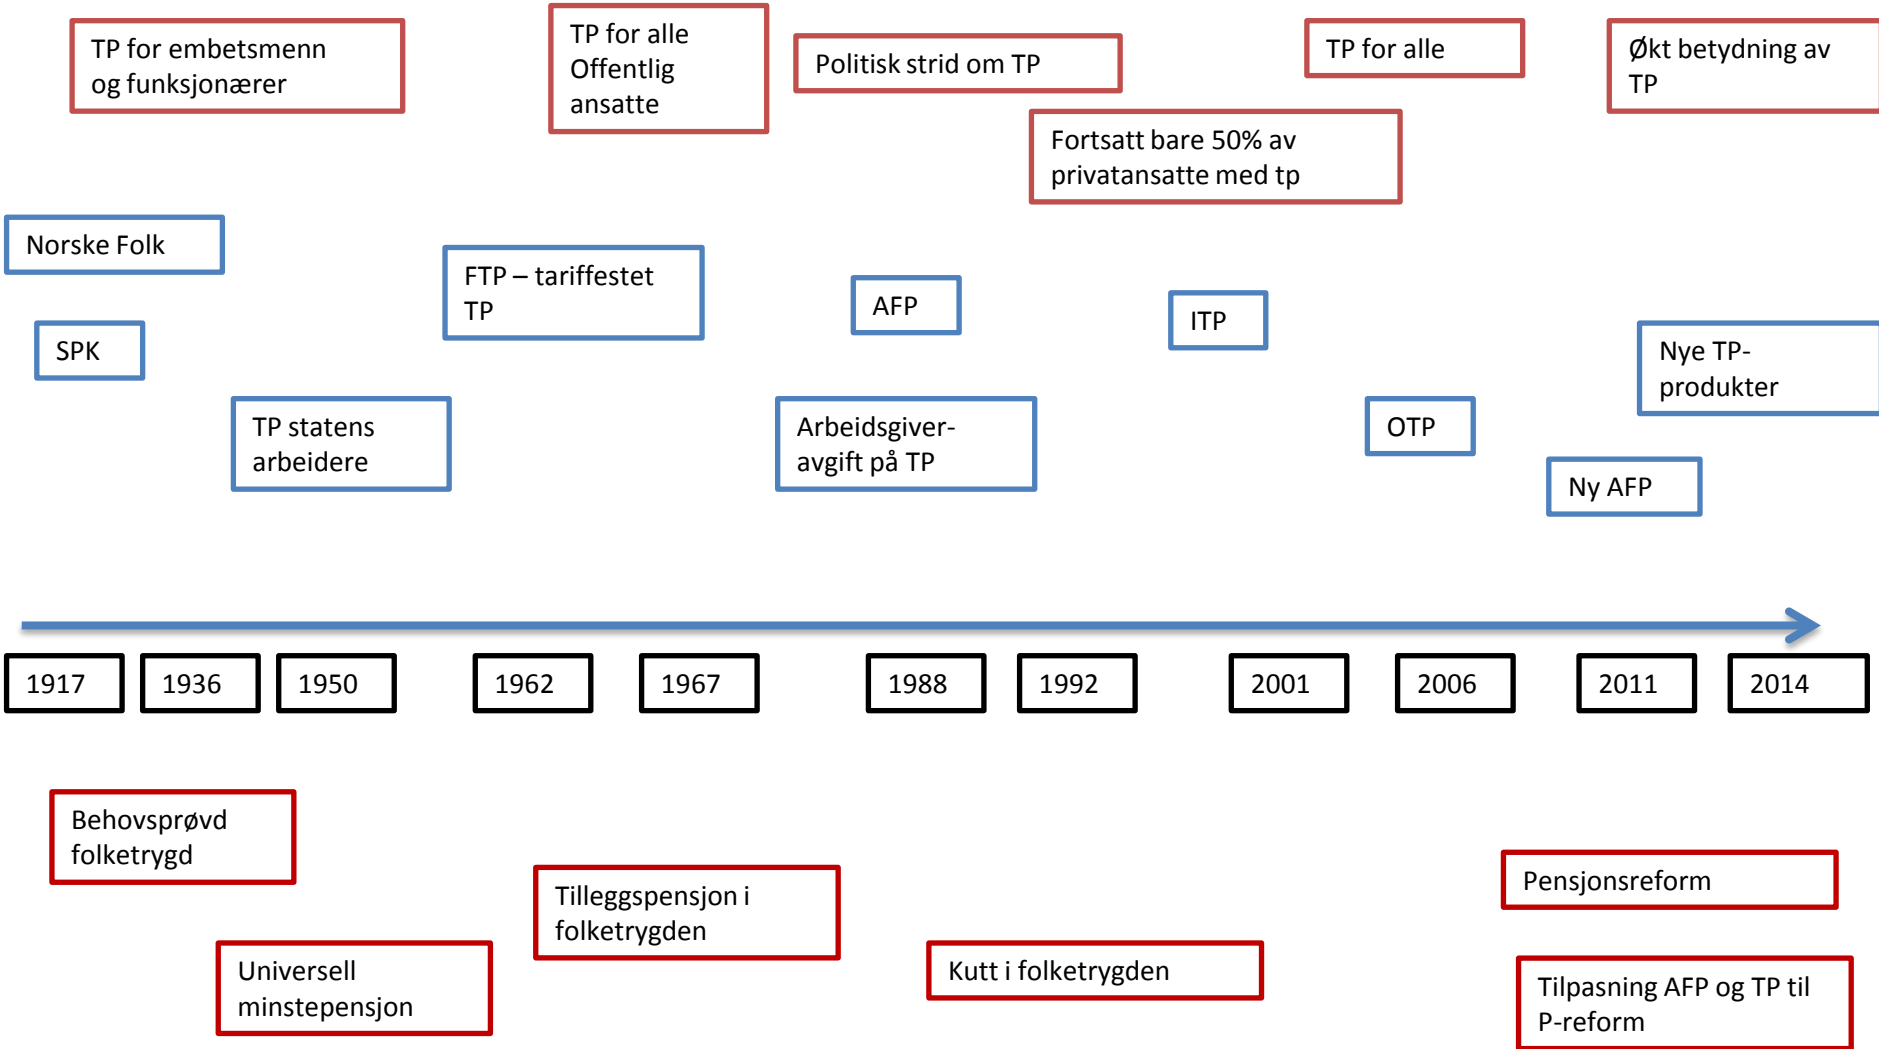 TP for embetsmenn
og funksjonærer
TP for alle
Offentlig
ansatte
Politisk strid om TP
TP for alle
Økt betydning av
TP
Fortsatt bare 50% av
privatansatte med tp
Norske Folk
FTP – tariffestet
TP
AFP
ITP
SPK
Nye TP-
produkter
TP statens
arbeidere
Arbeidsgiver-
avgift på TP
OTP
Ny AFP
1917
1936
1950
1962
1967
1988
1992
2001
2006
2011
2014
Behovsprøvd
folketrygd
Tilleggspensjon i
folketrygden
Pensjonsreform
Universell
minstepensjon
Kutt i folketrygden
Tilpasning AFP og TP til
P-reform